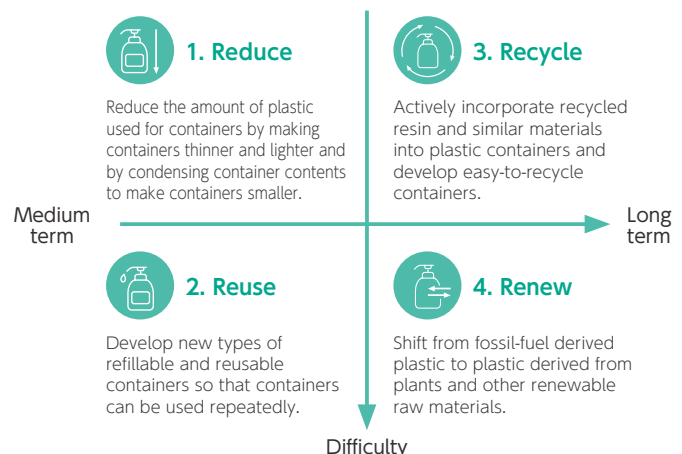 1. Reduce
Reduce the amount of plastic
used for containers by making
containers thinner and lighter and
by condensing container contents
to make containers smaller.
3. Recycle
Actively incorporate recycled
resin and similar materials
into plastic containers and
develop easy-to-recycle
containers.
Medium
term
Long
term
2. Reuse
Develop new types of
refillable and reusable
containers so that containers
can be used repeatedly.
4. Renew
Shift from fossil-fuel derived
plastic to plastic derived from
plants and other renewable
raw materials.
Difficulty